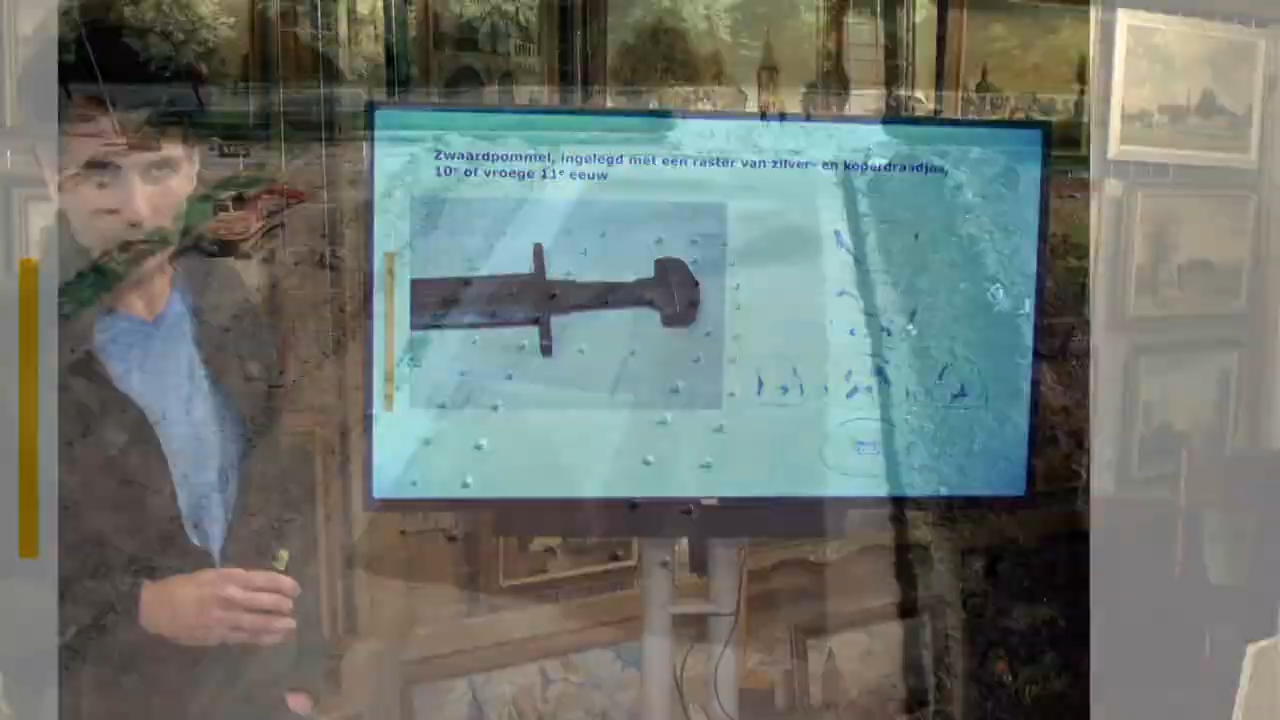 Zwaardpommel, ingelegd met een raster van zilver- en koperdraadjes,
10ᵉ of vroege 11ᵉ eeuw